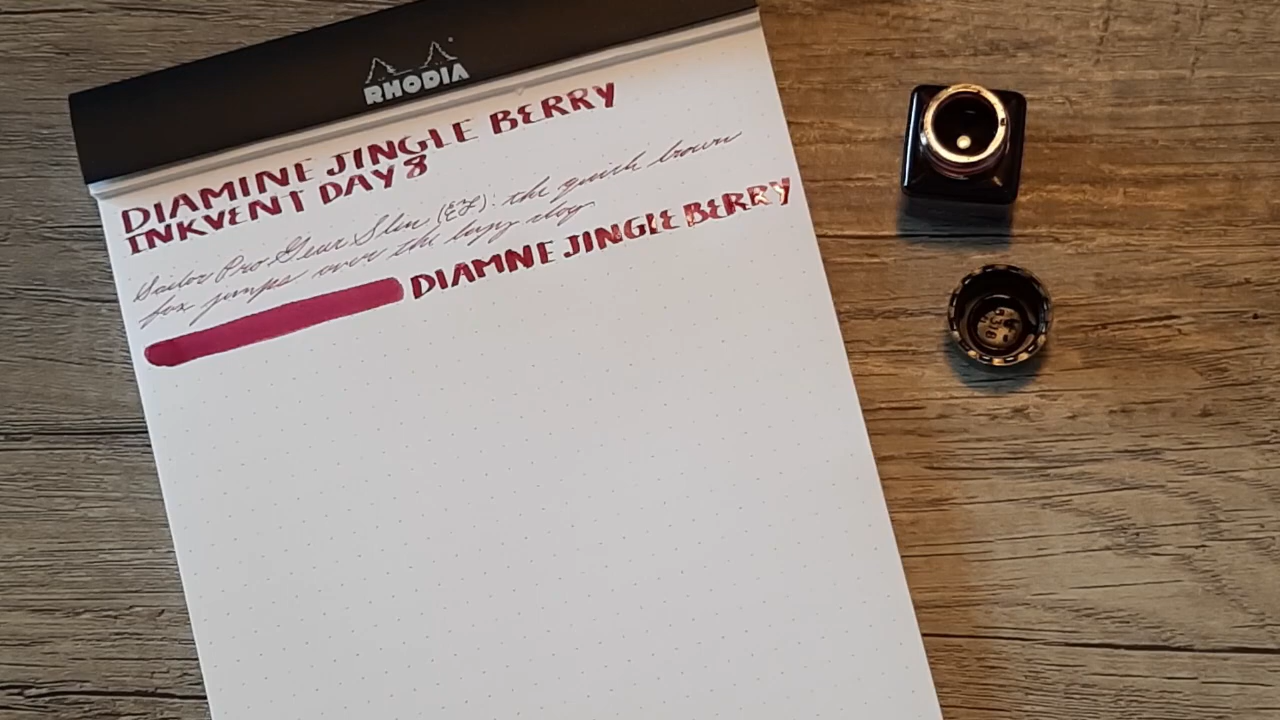 RHODIA
DIAMINE JINGLE BERRY
INKVENT DAY 8
Sailor Pro Gear Slim (EF): the quick brown
fox jumps over the lazy dog.
DIAMNE JINGLE BERRY